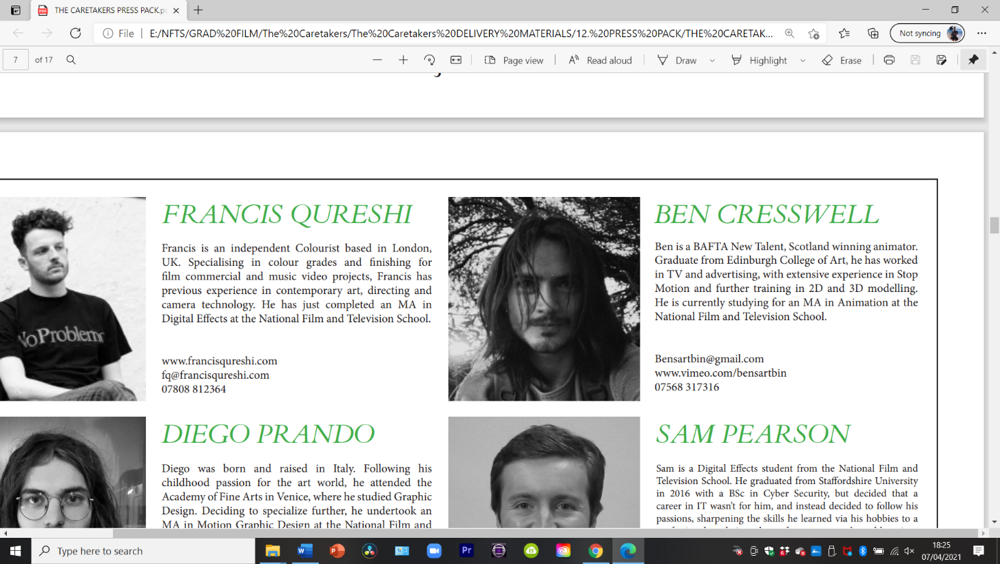 THE CARETAKERS PRESS PACK.p
File
E:/NFTS/GRAD%20FILM/The%20Caretakers/The%20Caretakers%20DELIVERY%20MATERIALS/12.%20PRESS%20PACK/THE%20CARETAK...
Not syncing
7 of 17
Page view
Read aloud
Draw
Highlight
Erase
FRANCIS QURESHI
Francis is an independent Colourist based in London,
UK. Specialising in colour grades and finishing for
film commercial and music video projects, Francis has
previous experience in contemporary art, directing and
camera technology. He has just completed an MA in
Digital Effects at the National Film and Television School.
www.francisqureshi.com
fq@francisqureshi.com
07808 812364
NoProblemo
BEN CRESSWELL
Ben is a BAFTA New Talent, Scotland winning animator.
Graduate from Edinburgh College of Art, he has worked
in TV and advertising, with extensive experience in Stop
Motion and further training in 2D and 3D modelling.
He is currently studying for an MA in Animation at the
National Film and Television School.
Bensartbin@gmail.com
www.vimeo.com/bensartbin
07568 317316
DIEGO PRANDO
Diego was born and raised in Italy. Following his
childhood passion for the art world, he attended the
Academy of Fine Arts in Venice, where he studied Graphic
Design. Deciding to specialize further, he undertook an
MA in Motion Graphic Design at the National Film and
SAM PEARSON
Sam is a Digital Effects student from the National Film and
Television School. He graduated from Staffordshire University
in 2016 with a BSc in Cyber Security, but decided that a
career in IT wasn't for him, and instead decided to follow his
passions, sharpening the skills he learned via his hobbies to a
Type here to search
18:25
07/04/2021